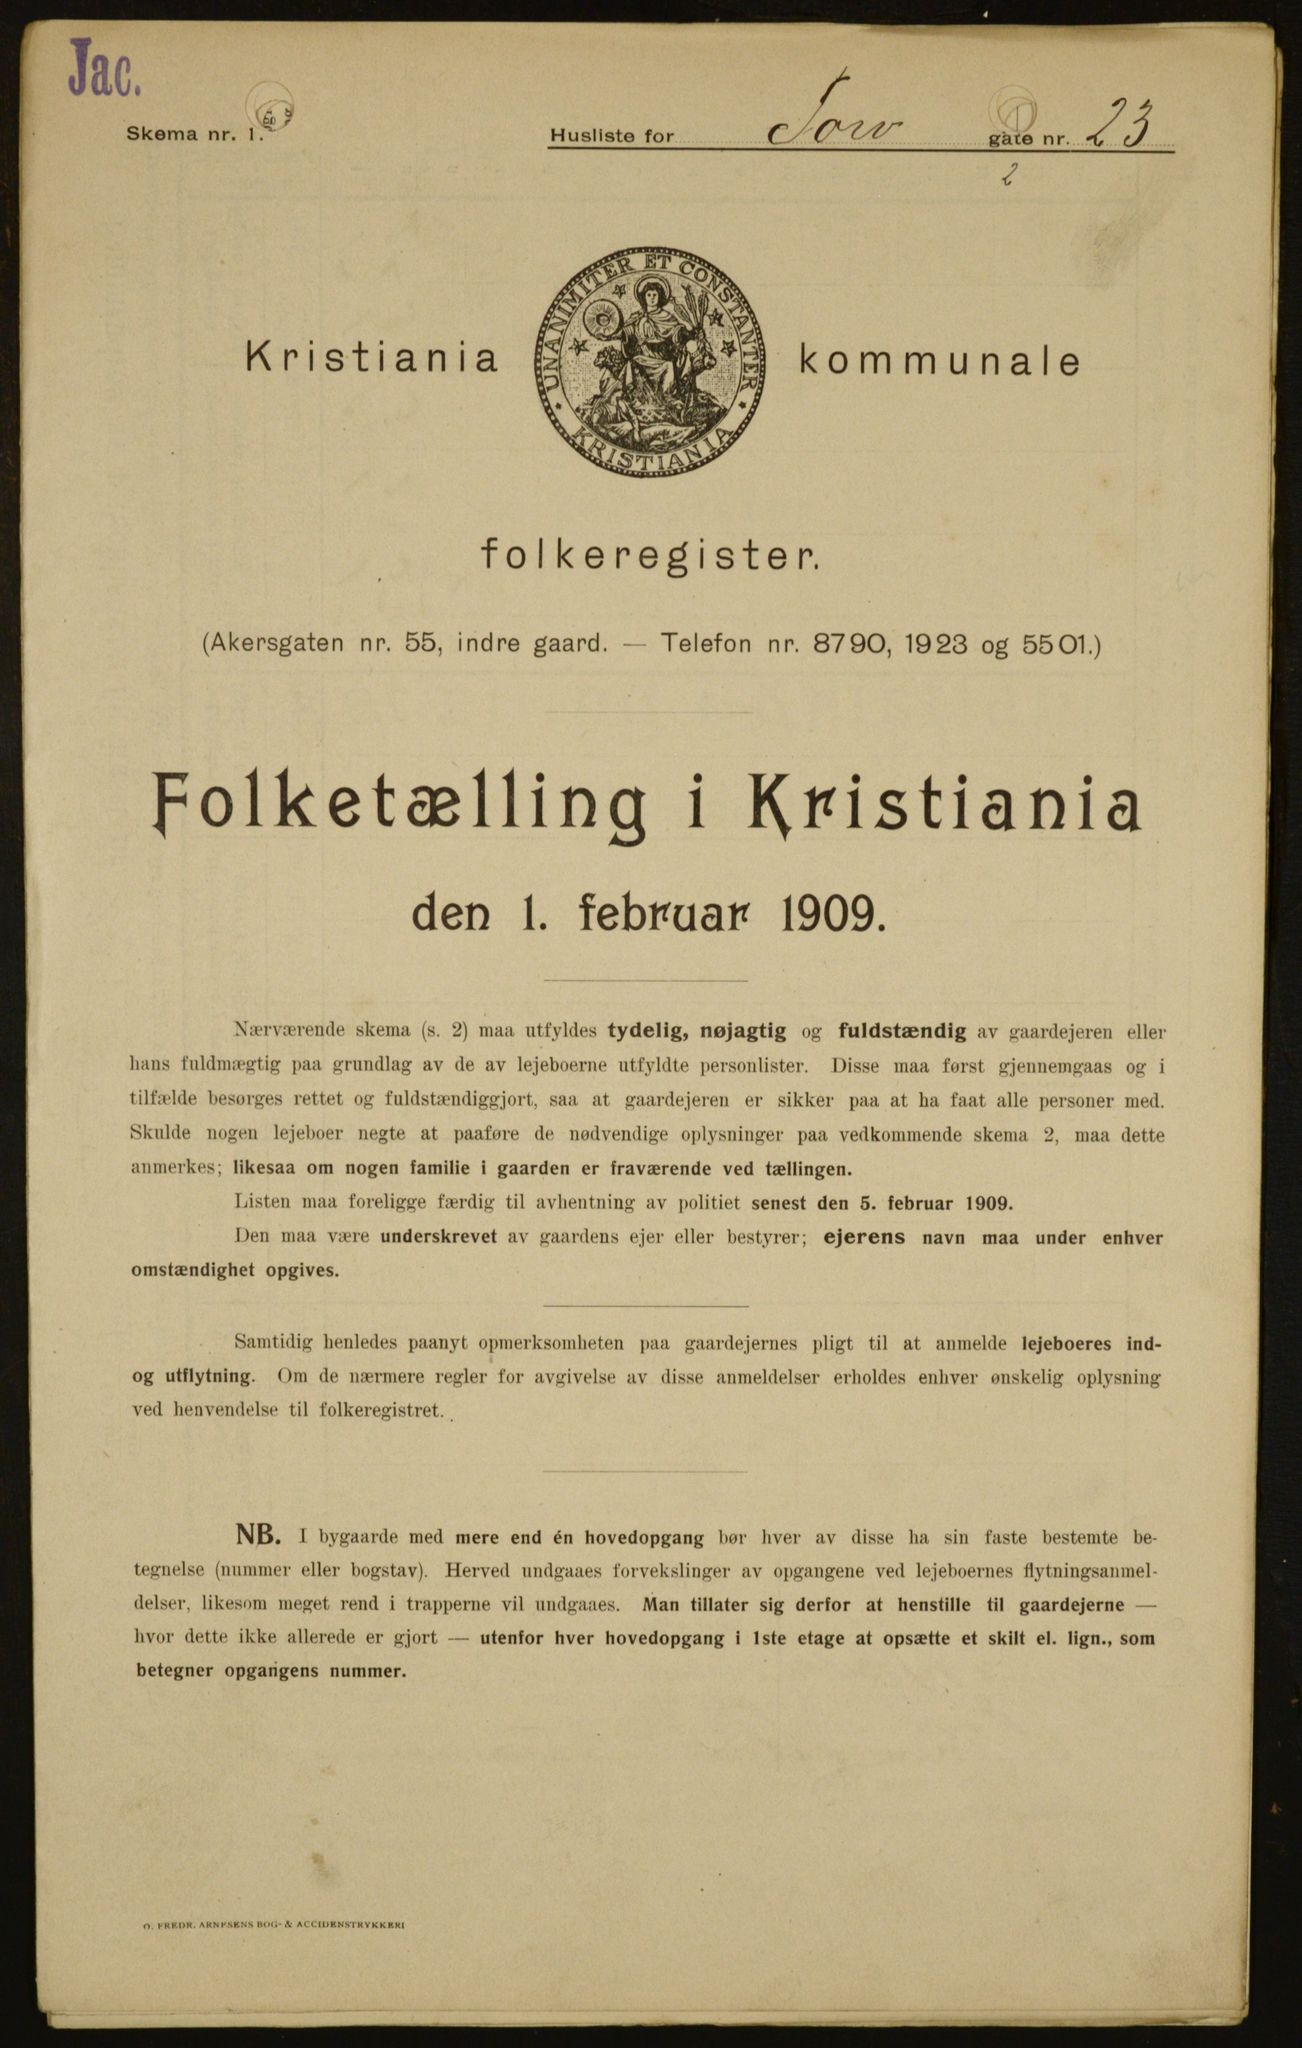 Jac.
Skema nr. 1.
Husliste for Torv gate nr. 23
2
Kristiania kommunale
UNANIMITER ET CONSTANTER
KRISTIANIA
folkeregister.
(Akersgaten nr. 55, indre gaard. — Telefon nr. 8790, 1923 og 5501.)
Folketælling i Kristiania
den 1. februar 1909.
Nærværende skema (s. 2) maa utfyldes tydelig, nøjagtig og fuldstændig av gaardejeren eller
hans fuldmægtig paa grundlag av de av lejeboerne utfyldte personlister. Disse maa først gjennemgaas og i
tilfælde besørges rettet og fuldstændiggjort, saa at gaardejeren er sikker paa at ha faat alle personer med.
Skulde nogen lejeboer negte at paaføre de nødvendige oplysninger paa vedkommende skema 2, maa dette
anmerkes; likesaa om nogen familie i gaarden er fraværende ved tællingen.
Listen maa foreligge færdig til avhentning av politiet senest den 5. februar 1909.
Den maa være underskrevet av gaardens ejer eller bestyrer; ejerens navn maa under enhver
omstændighet opgives.
Samtidig henledes paanyt opmerksomheten paa gaardejernes pligt til at anmelde lejeboeres ind-
og utflytning. Om de nærmere regler for avgivelse av disse anmeldelser erholdes enhver ønskelig oplysning
ved henvendelse til folkeregistret.
NB. I bygaarde med mere end én hovedopgang bør hver av disse ha sin faste bestemte be-
tegnelse (nummer eller bogstav). Herved undgaaes forvekslinger av opgangene ved lejeboernes flytningsanmel-
delser, likesom meget rend i trapperne vil undgaaes. Man tillater sig derfor at henstille til gaardejerne —
hvor dette ikke allerede er gjort — utenfor hver hovedopgang i 1ste etage at opsætte et skilt el. lign., som
betegner opgangens nummer.
O. FREDR. ARNESENS BOG- & ACCIDENSTRYKKERI